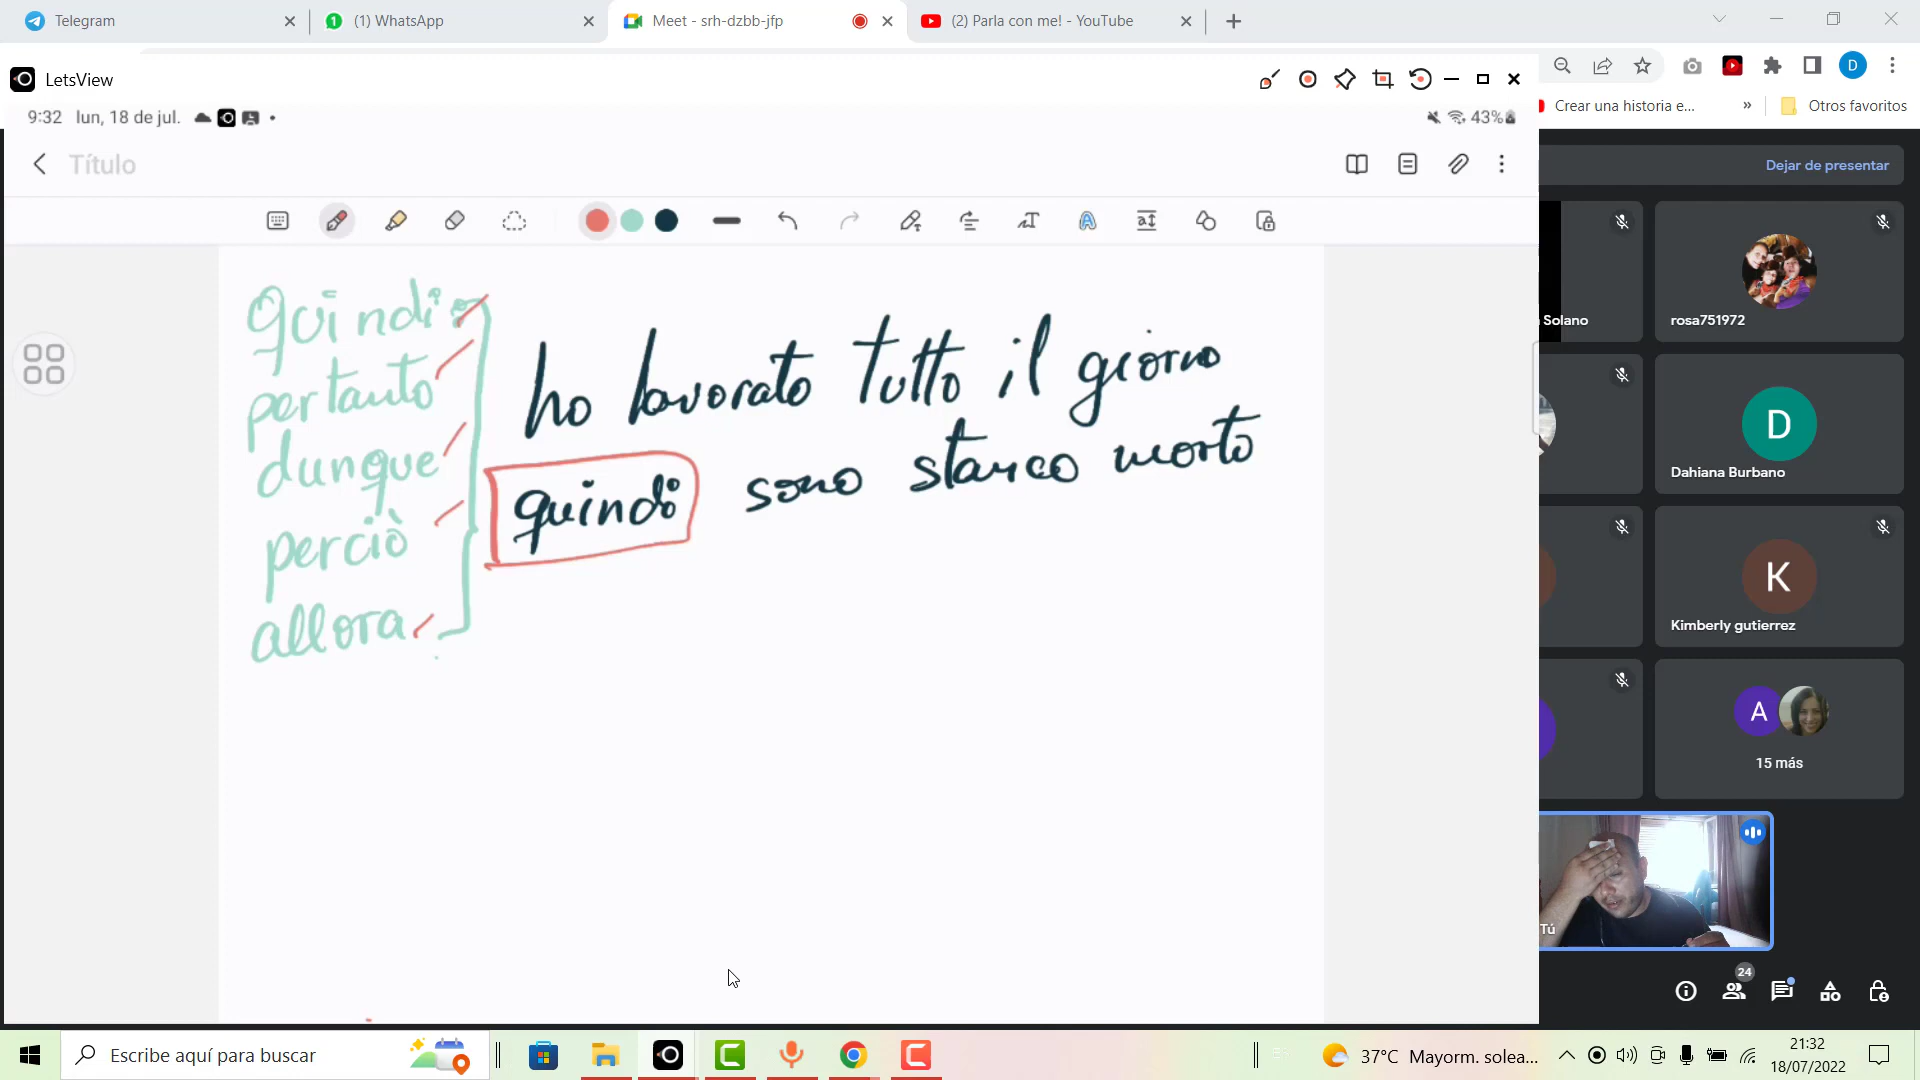 Telegram
(1) WhatsApp
Meet - srh-dzbb-jfp
(2) Parla con me! - YouTube
LetsView
D
Crear una historia e...
»
Otros favoritos
9:32 lun, 18 de jul.
43%
Título
Dejar de presentar
quindi
pertanto
dunque
perciò
allora
ho lavorato tutto il giorno
quindi sono stanco morto
Solano
rosa751972
D
Dahiana Burbano
K
Kimberly gutierrez
A
15 más
Tú
24
Escribe aquí para buscar
37°C Mayorm. solea...
21:32
18/07/2022